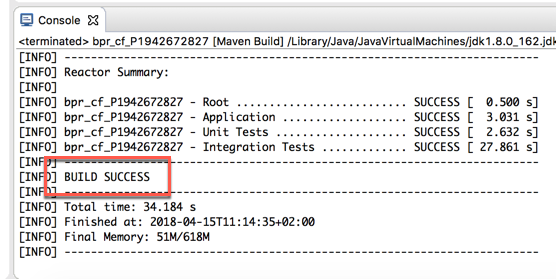 Console
<terminated> bpr_cf_P1942672827 [Maven Build] /Library/Java/JavaVirtualMachines/jdk1.8.0_162.jdk
[INFO] ------------------------------------------------------------------------
[INFO] Reactor Summary:
[INFO]
[INFO] bpr_cf_P1942672827 - Root .......................... SUCCESS [  0.500 s]
[INFO] bpr_cf_P1942672827 - Application ................... SUCCESS [  3.031 s]
[INFO] bpr_cf_P1942672827 - Unit Tests .................... SUCCESS [  2.632 s]
[INFO] bpr_cf_P1942672827 - Integration Tests ............. SUCCESS [ 27.861 s]
[INFO] ------------------------------------------------------------------------
[INFO] BUILD SUCCESS
[INFO] ------------------------------------------------------------------------
[INFO] Total time: 34.184 s
[INFO] Finished at: 2018-04-15T11:14:35+02:00
[INFO] Final Memory: 51M/618M
[INFO] ------------------------------------------------------------------------